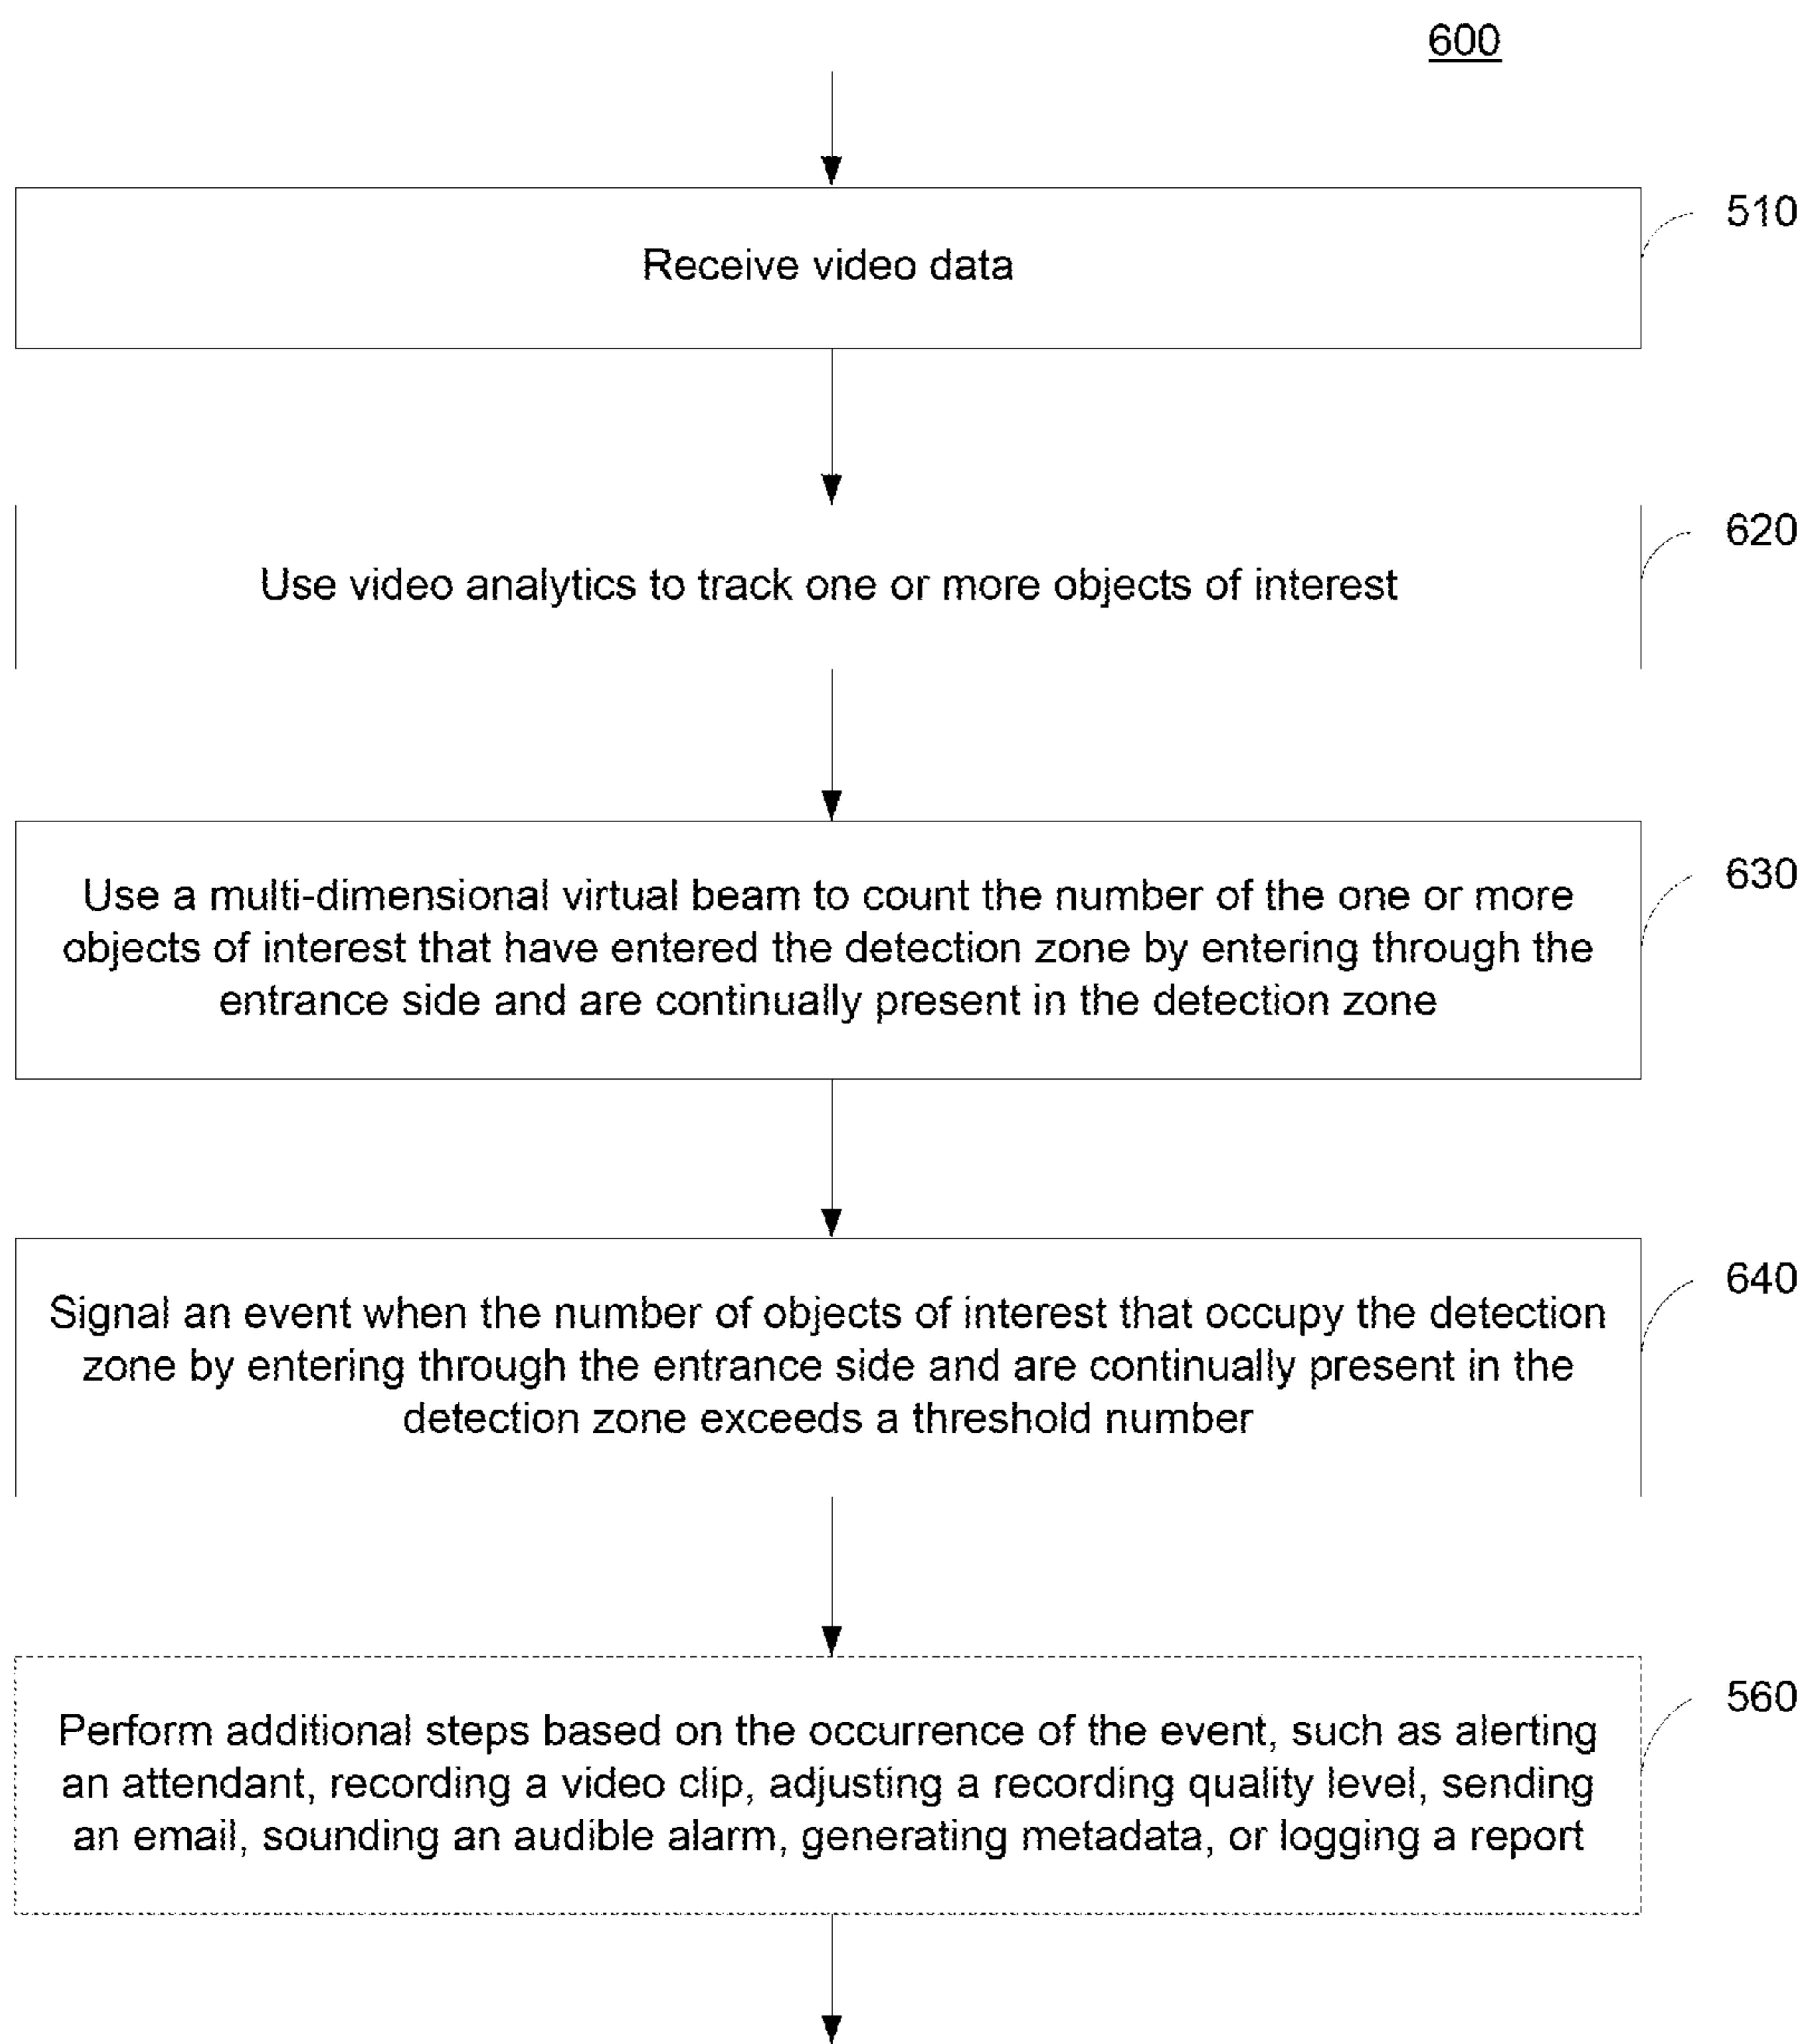 600
510
Receive video data
620
Use video analytics to track one or more objects of interest
630
Use a multi-dimensional virtual beam to count the number of the one or more
objects of interest that have entered the detection zone by entering through the
entrance side and are continually present in the detection zone
640
Signal an event when the number of objects of interest that occupy the detection
zone by entering through the entrance side and are continually present in the
detection zone exceeds a threshold number
560
Perform additional steps based on the occurrence of the event, such as alerting
an attendant, recording a video clip, adjusting a recording quality level, sending
an email, sounding an audible alarm, generating metadata, or logging a report